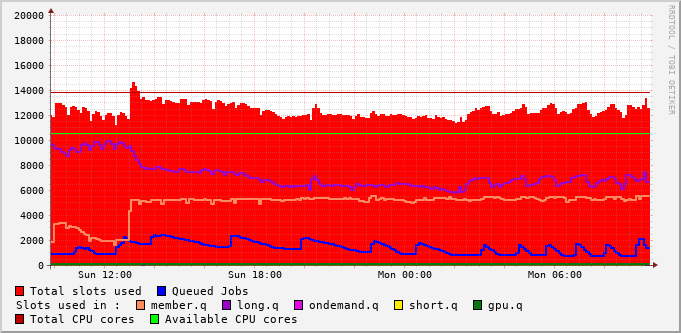 20000
18000
16000
14000
12000
10000
8000
6000
4000
2000
0
Sun 12:00 Sun 18:00 Mon 00:00 Mon 06:00
RRDTOOL / TOBI OETIKER
Total slots used Queued Jobs
Slots used in : member.q long.q ondemand.q short.q gpu.q
Total CPU cores Available CPU cores